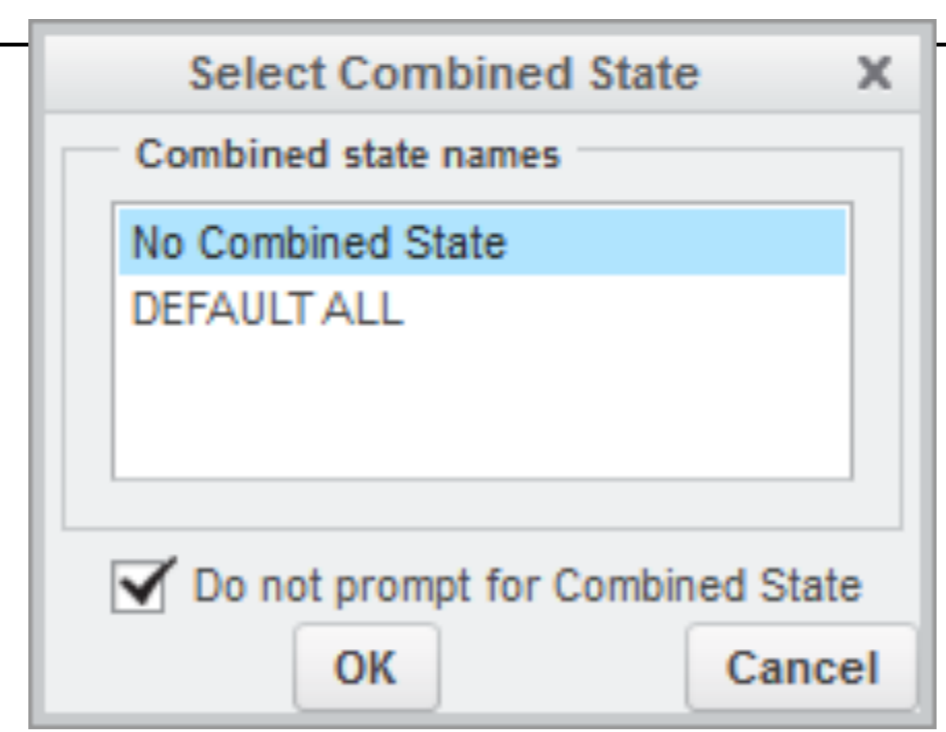 Select Combined State
Combined state names
No Combined State
DEFAULT ALL
Do not prompt for Combined State
OK
Cancel